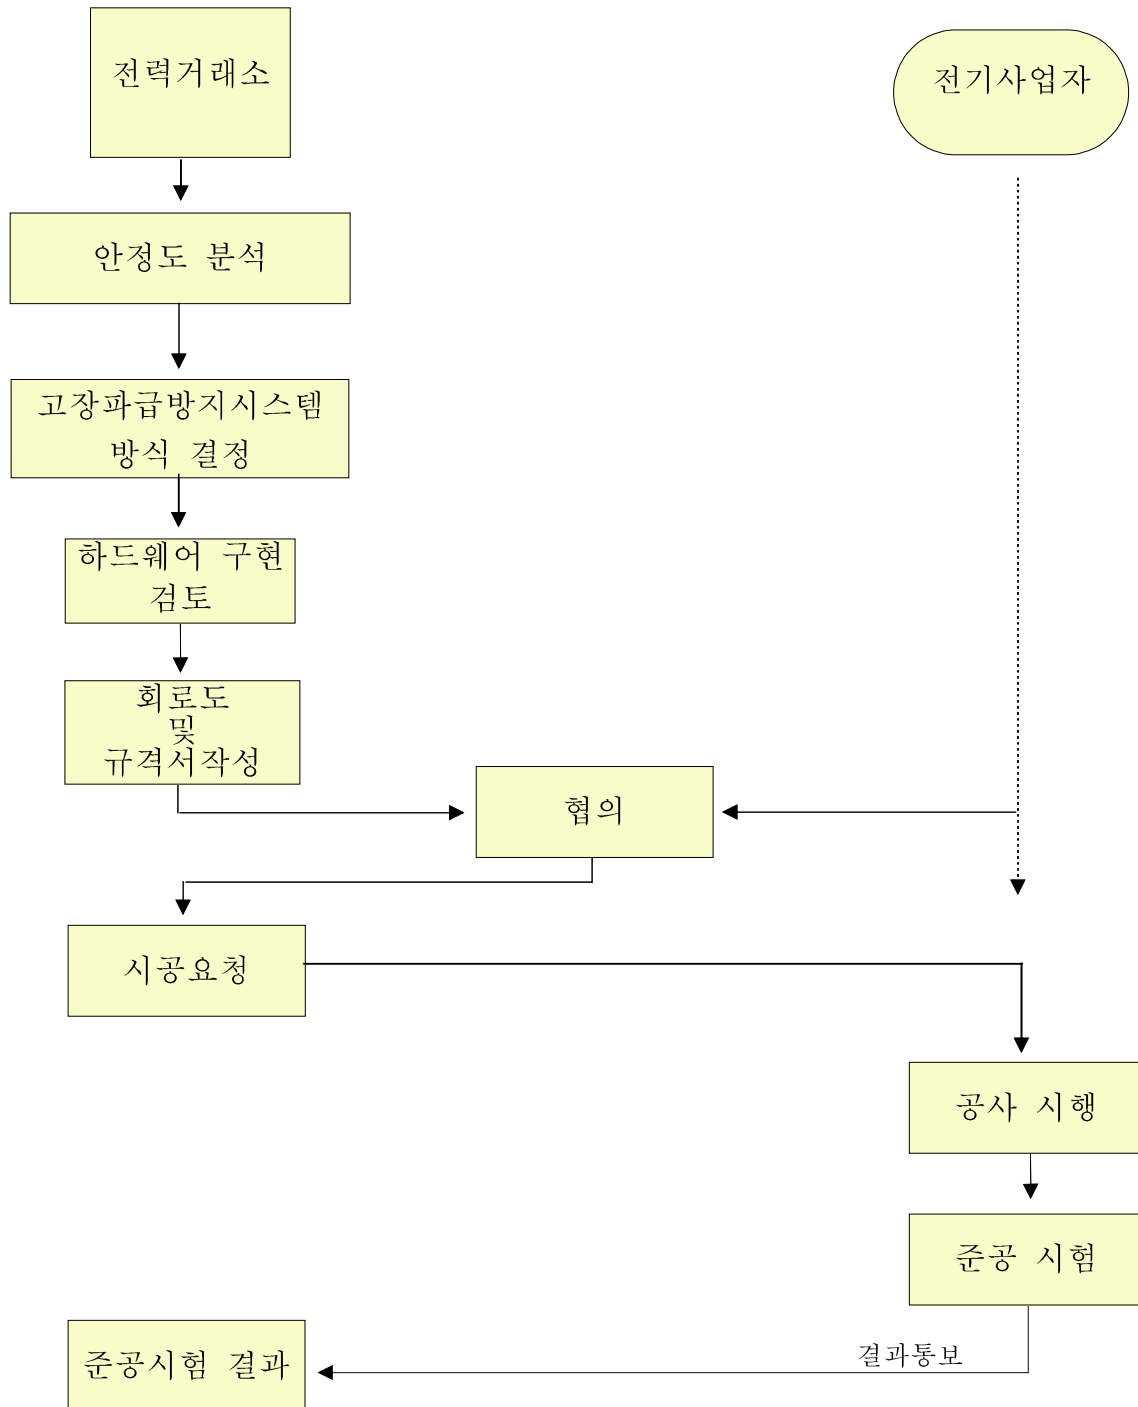 전력거래소
전기사업자
안정도 분석
고장파급방지시스템
방식 결정
하드웨어 구현
검토
회로도
및
규격서작성
협의
시공요청
공사 시행
준공 시험
결과통보
준공시험 결과